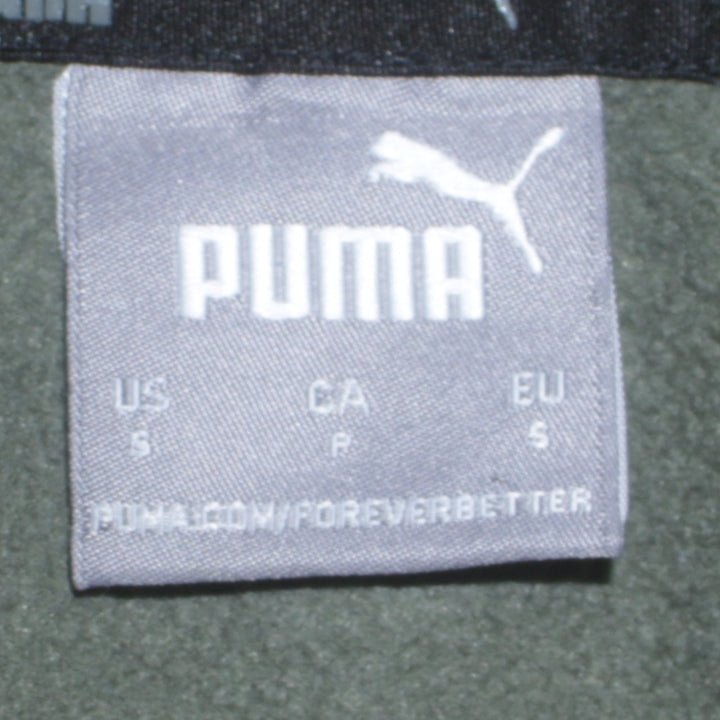 PUMA
US CA EU
S P S
PUMA.COM/FOREVERBETTER